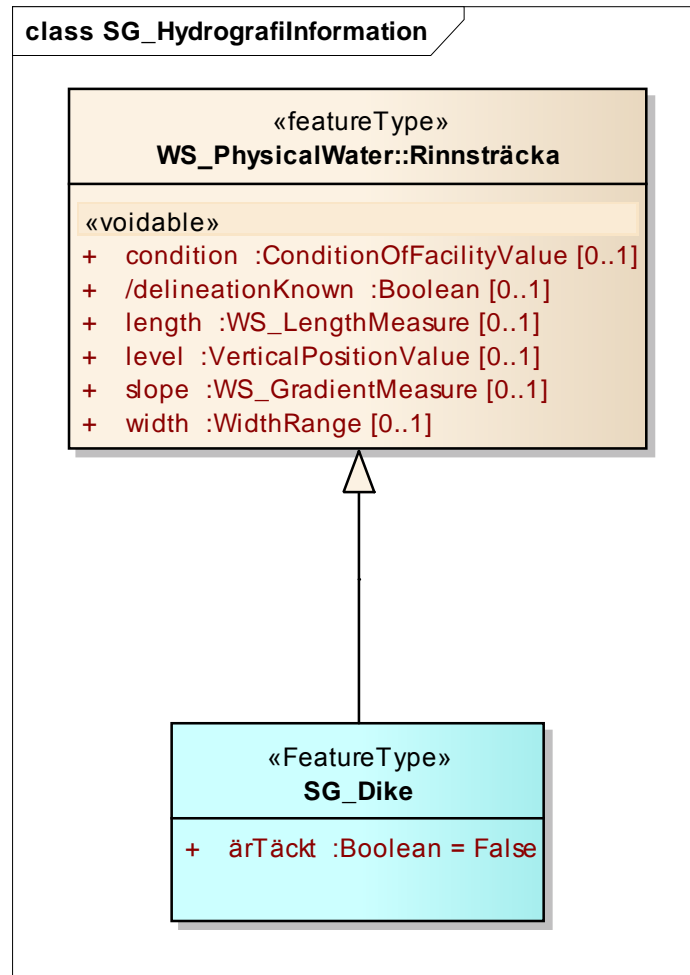 class SG_HydrografiInformation
«featureType»
WS_PhysicalWater::Rinnsträcka
«voidable»
+ condition :ConditionOfFacilityValue [0..1]
+ /delineationKnown :Boolean [0..1]
+ length :WS_LengthMeasure [0..1]
+ level :VerticalPositionValue [0..1]
+ slope :WS_GradientMeasure [0..1]
+ width :WidthRange [0..1]
«FeatureType»
SG_Dike
+ ärTäckt :Boolean = False